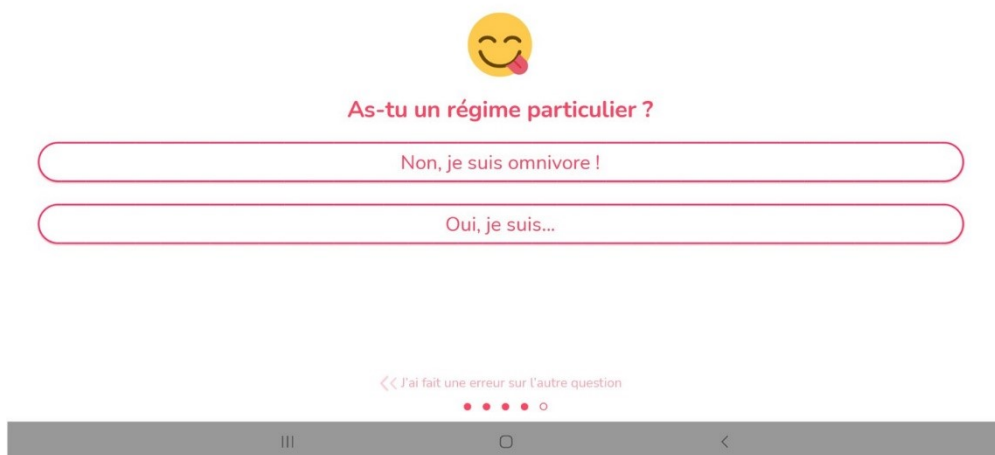 As-tu un régime particulier ?
Non, je suis omnivore !
Oui, je suis...
<< J'ai fait une erreur sur l'autre question